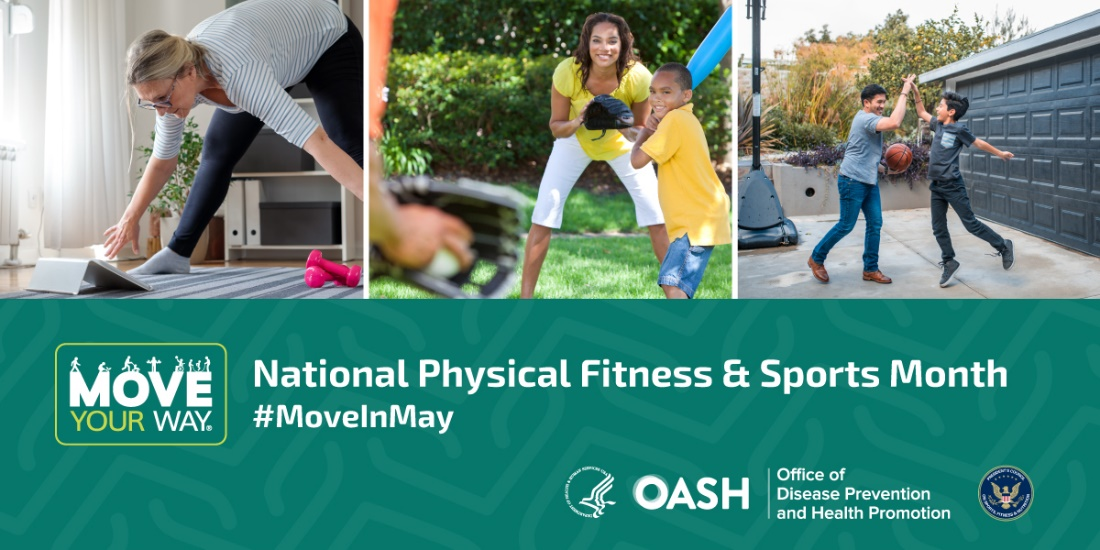 MOVE
YOUR WAY®
National Physical Fitness & Sports Month
#MoveInMay
OASH
Office of
Disease Prevention
and Health Promotion